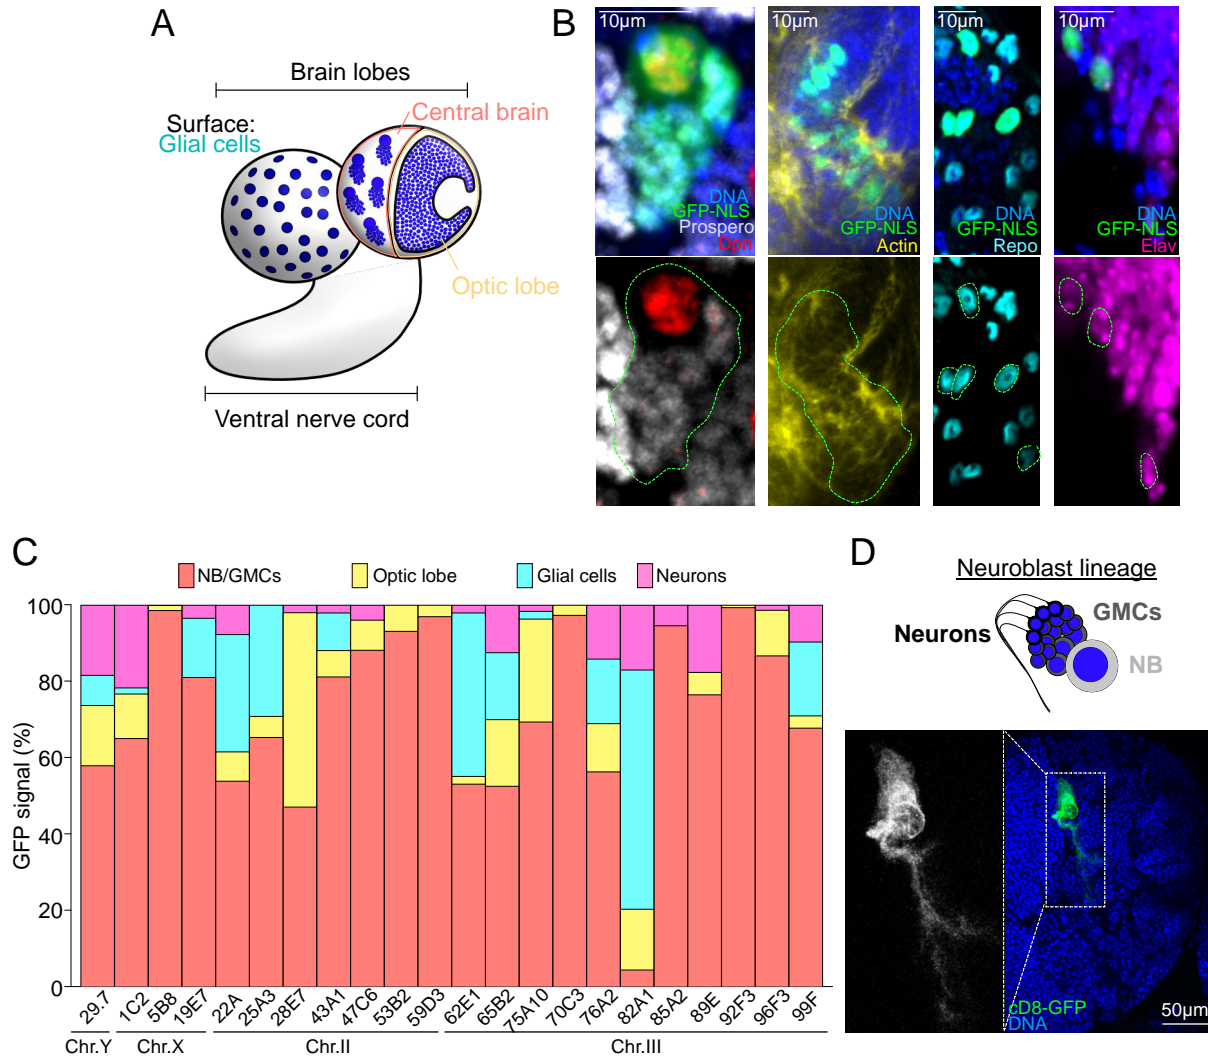 A
Brain lobes
Central brain
Surface:
Glial cells
Optic lobe
Ventral nerve cord
B
10µm
DNA
GFP-NLS
Prospero
Dpn
10µm
DNA
GFP-NLS
Actin
10µm
DNA
GFP-NLS
Repo
10µm
DNA
GFP-NLS
Elav
C
NB/GMCs
Optic lobe
Glial cells
Neurons
GFP signal (%)
100
80
60
40
20
0
29.7
1C2
5B8
19E7
22A
25A3
28E7
43A1
47C6
53B2
59D3
62E1
65B2
75A10
70C3
76A2
82A1
85A2
89E
92F3
96F3
99F
Chr.Y
Chr.X
Chr.II
Chr.III
D
Neuroblast lineage
GMCs
Neurons
NB
cD8-GFP
DNA
50µm